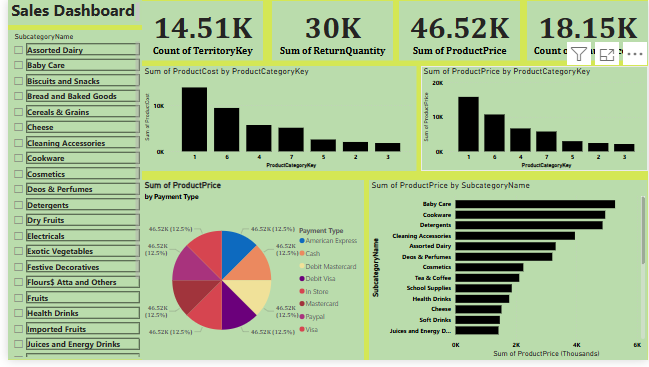 Sales Dashboard
14.51K
Count of TerritoryKey
30K
Sum of ReturnQuantity
46.52K
Sum of ProductPrice
18.15K
SubcategoryName
Assorted Dairy
Baby Care
Biscuits and Snacks
Bread and Baked Goods
Cereals & Grains
Cheese
Cleaning Accessories
Cookware
Cosmetics
Deos & Perfumes
Detergents
Dry Fruits
Electricals
Exotic Vegetables
Festive Decoratives
Flours$ Atta and Others
Fruits
Health Drinks
Imported Fruits
Juices and Energy Drinks
Sum of ProductCost by ProductCategoryKey
Sum of ProductCost
10K
0K
1 6 4 7 5 2 3
ProductCategoryKey
Sum of ProductPrice by ProductCategoryKey
Sum of ProductPrice
20K
10K
0K
1 6 4 7 5 2 3
ProductCategoryKey
Sum of ProductPrice
by Payment Type
46.52K (12.5%)
46.52K (12.5%)
46.52K
(12.5%)
46.52K
(12.5%)
46.52K
(12.5%)
46.52K
(12.5%)
46.52K (12.5%)
46.52K (12.5%)
Payment Type
American Express
Cash
Debit Mastercard
Debit Visa
In Store
Mastercard
Paypal
Visa
Sum of ProductPrice by SubcategoryName
SubcategoryName
Baby Care
Cookware
Detergents
Cleaning Accessories
Assorted Dairy
Deos & Perfumes
Cosmetics
Tea & Coffee
School Supplies
Health Drinks
Cheese
Soft Drinks
Juices and Energy D...
0K 2K 4K 6K
Sum of ProductPrice (Thousands)